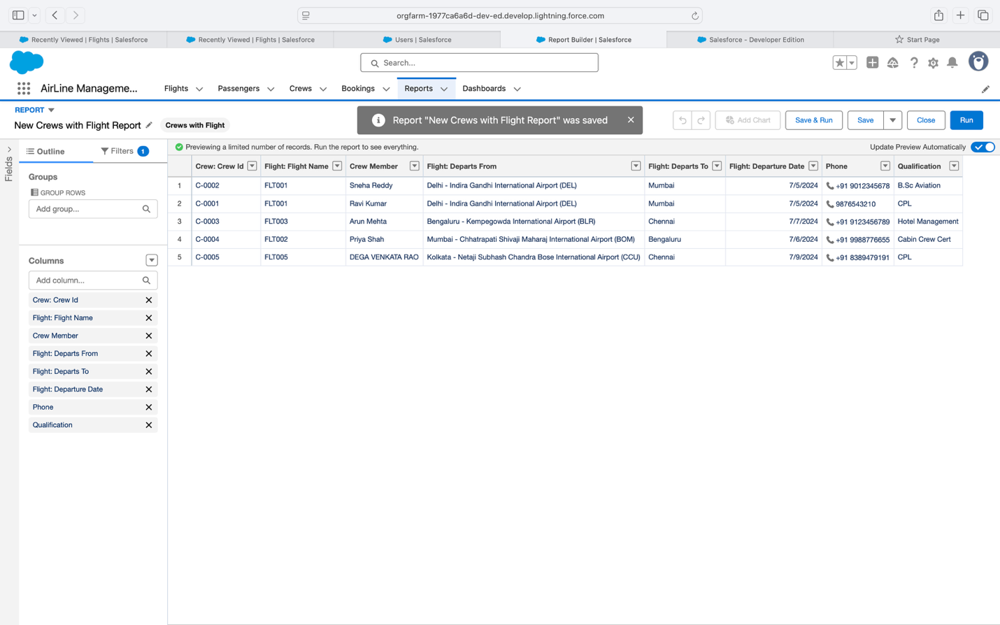 orgfarm-1977ca6a6d-dev-ed.develop.lightning.force.com
Recently Viewed | Flights | Salesforce
Recently Viewed | Flights | Salesforce
Users | Salesforce
Report Builder | Salesforce
Salesforce - Developer Edition
Start Page
Search...
AirLine Manageme...
Flights
Passengers
Crews
Bookings
Reports
Dashboards
REPORT
New Crews with Flight Report
Crews with Flight
Report "New Crews with Flight Report" was saved
Add Chart
Save & Run
Save
Close
Run
Fields
Outline
Filters 1
Previewing a limited number of records. Run the report to see everything.
Update Preview Automatically
Groups
GROUP ROWS
Add group...
Columns
Add column...
Crew: Crew Id
Flight: Flight Name
Crew Member
Flight: Departs From
Flight: Departs To
Flight: Departure Date
Phone
Qualification
Crew: Crew Id Flight: Flight Name Crew Member Flight: Departs From Flight: Departs To Flight: Departure Date Phone Qualification
1 C-0002 FLT001 Sneha Reddy Delhi - Indira Gandhi International Airport (DEL) Mumbai 7/5/2024 +91 9012345678 B.Sc Aviation
2 C-0001 FLT001 Ravi Kumar Delhi - Indira Gandhi International Airport (DEL) Mumbai 7/5/2024 9876543210 CPL
3 C-0003 FLT003 Arun Mehta Bengaluru - Kempegowda International Airport (BLR) Chennai 7/7/2024 +91 9123456789 Hotel Management
4 C-0004 FLT002 Priya Shah Mumbai - Chhatrapati Shivaji Maharaj International Airport (BOM) Bengaluru 7/6/2024 +91 9988776655 Cabin Crew Cert
5 C-0005 FLT005 DEGA VENKATA RAO Kolkata - Netaji Subhash Chandra Bose International Airport (CCU) Chennai 7/9/2024 +91 8389479191 CPL